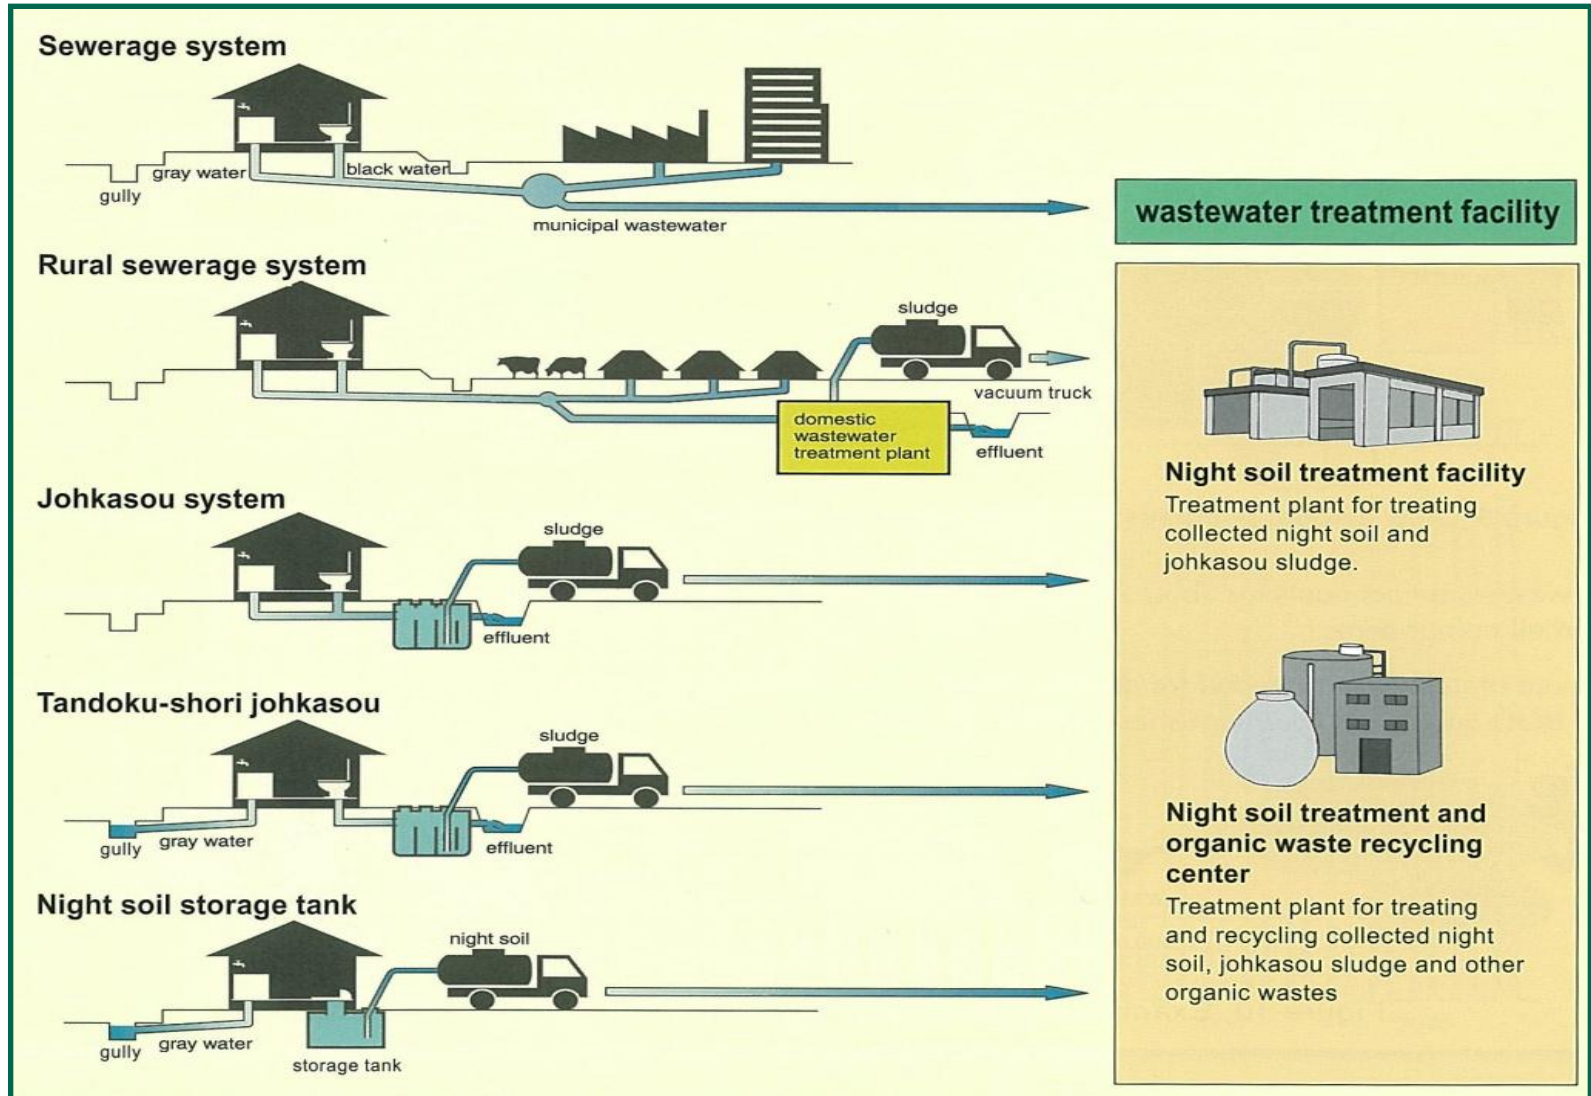 Sewerage system
gray water
black water
gully
municipal wastewater
wastewater treatment facility
Rural sewerage system
sludge
vacuum truck
domestic
wastewater
treatment plant
effluent
Night soil treatment facility
Treatment plant for treating
collected night soil and
johkasou sludge.
Johkasou system
sludge
effluent
Tandoku-shori johkasou
sludge
gully
gray water
effluent
Night soil treatment and
organic waste recycling
center
Treatment plant for treating
and recycling collected night
soil, johkasou sludge and other
organic wastes
Night soil storage tank
night soil
gully
gray water
storage tank